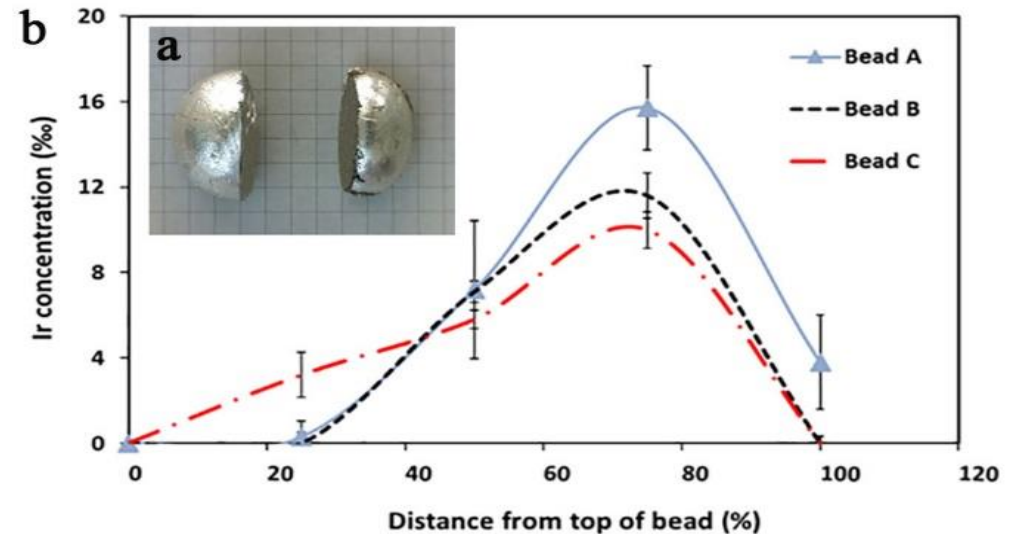 b
a
20
16
12
8
4
0
Ir concentration (‰)
Bead A
Bead B
Bead C
0 20 40 60 80 100 120
Distance from top of bead (%)